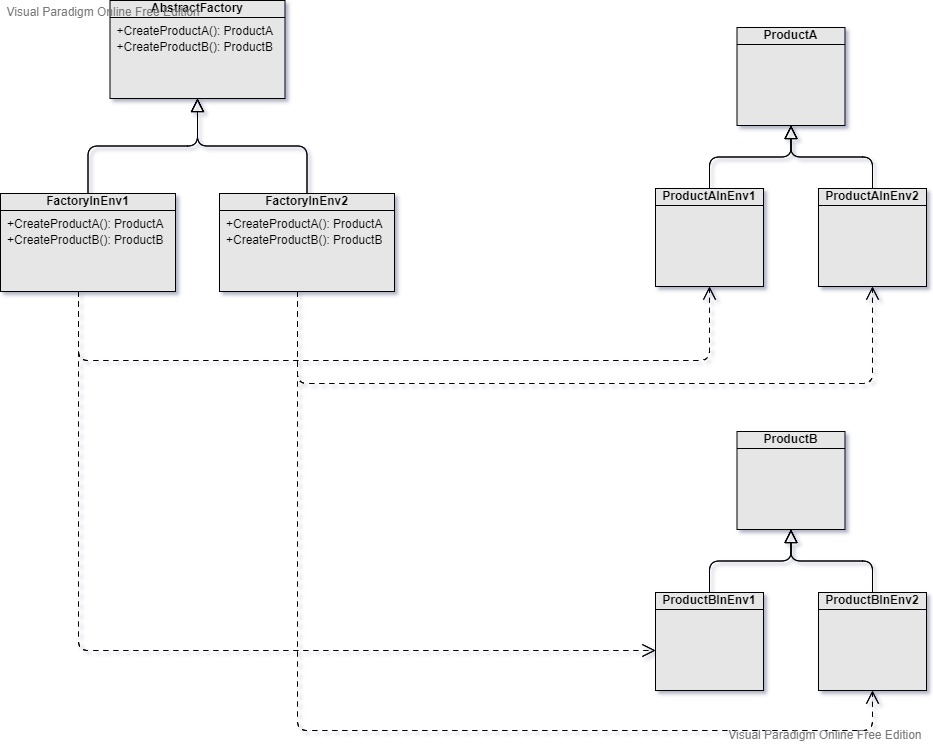 Visual Paradigm Online Free Edition
AbstractFactory
+CreateProductA(): ProductA
+CreateProductB(): ProductB
ProductA
FactoryInEnv1
+CreateProductA(): ProductA
+CreateProductB(): ProductB
FactoryInEnv2
+CreateProductA(): ProductA
+CreateProductB(): ProductB
ProductAInEnv1
ProductAInEnv2
ProductB
ProductBInEnv1
ProductBInEnv2
Visual Paradigm Online Free Edition